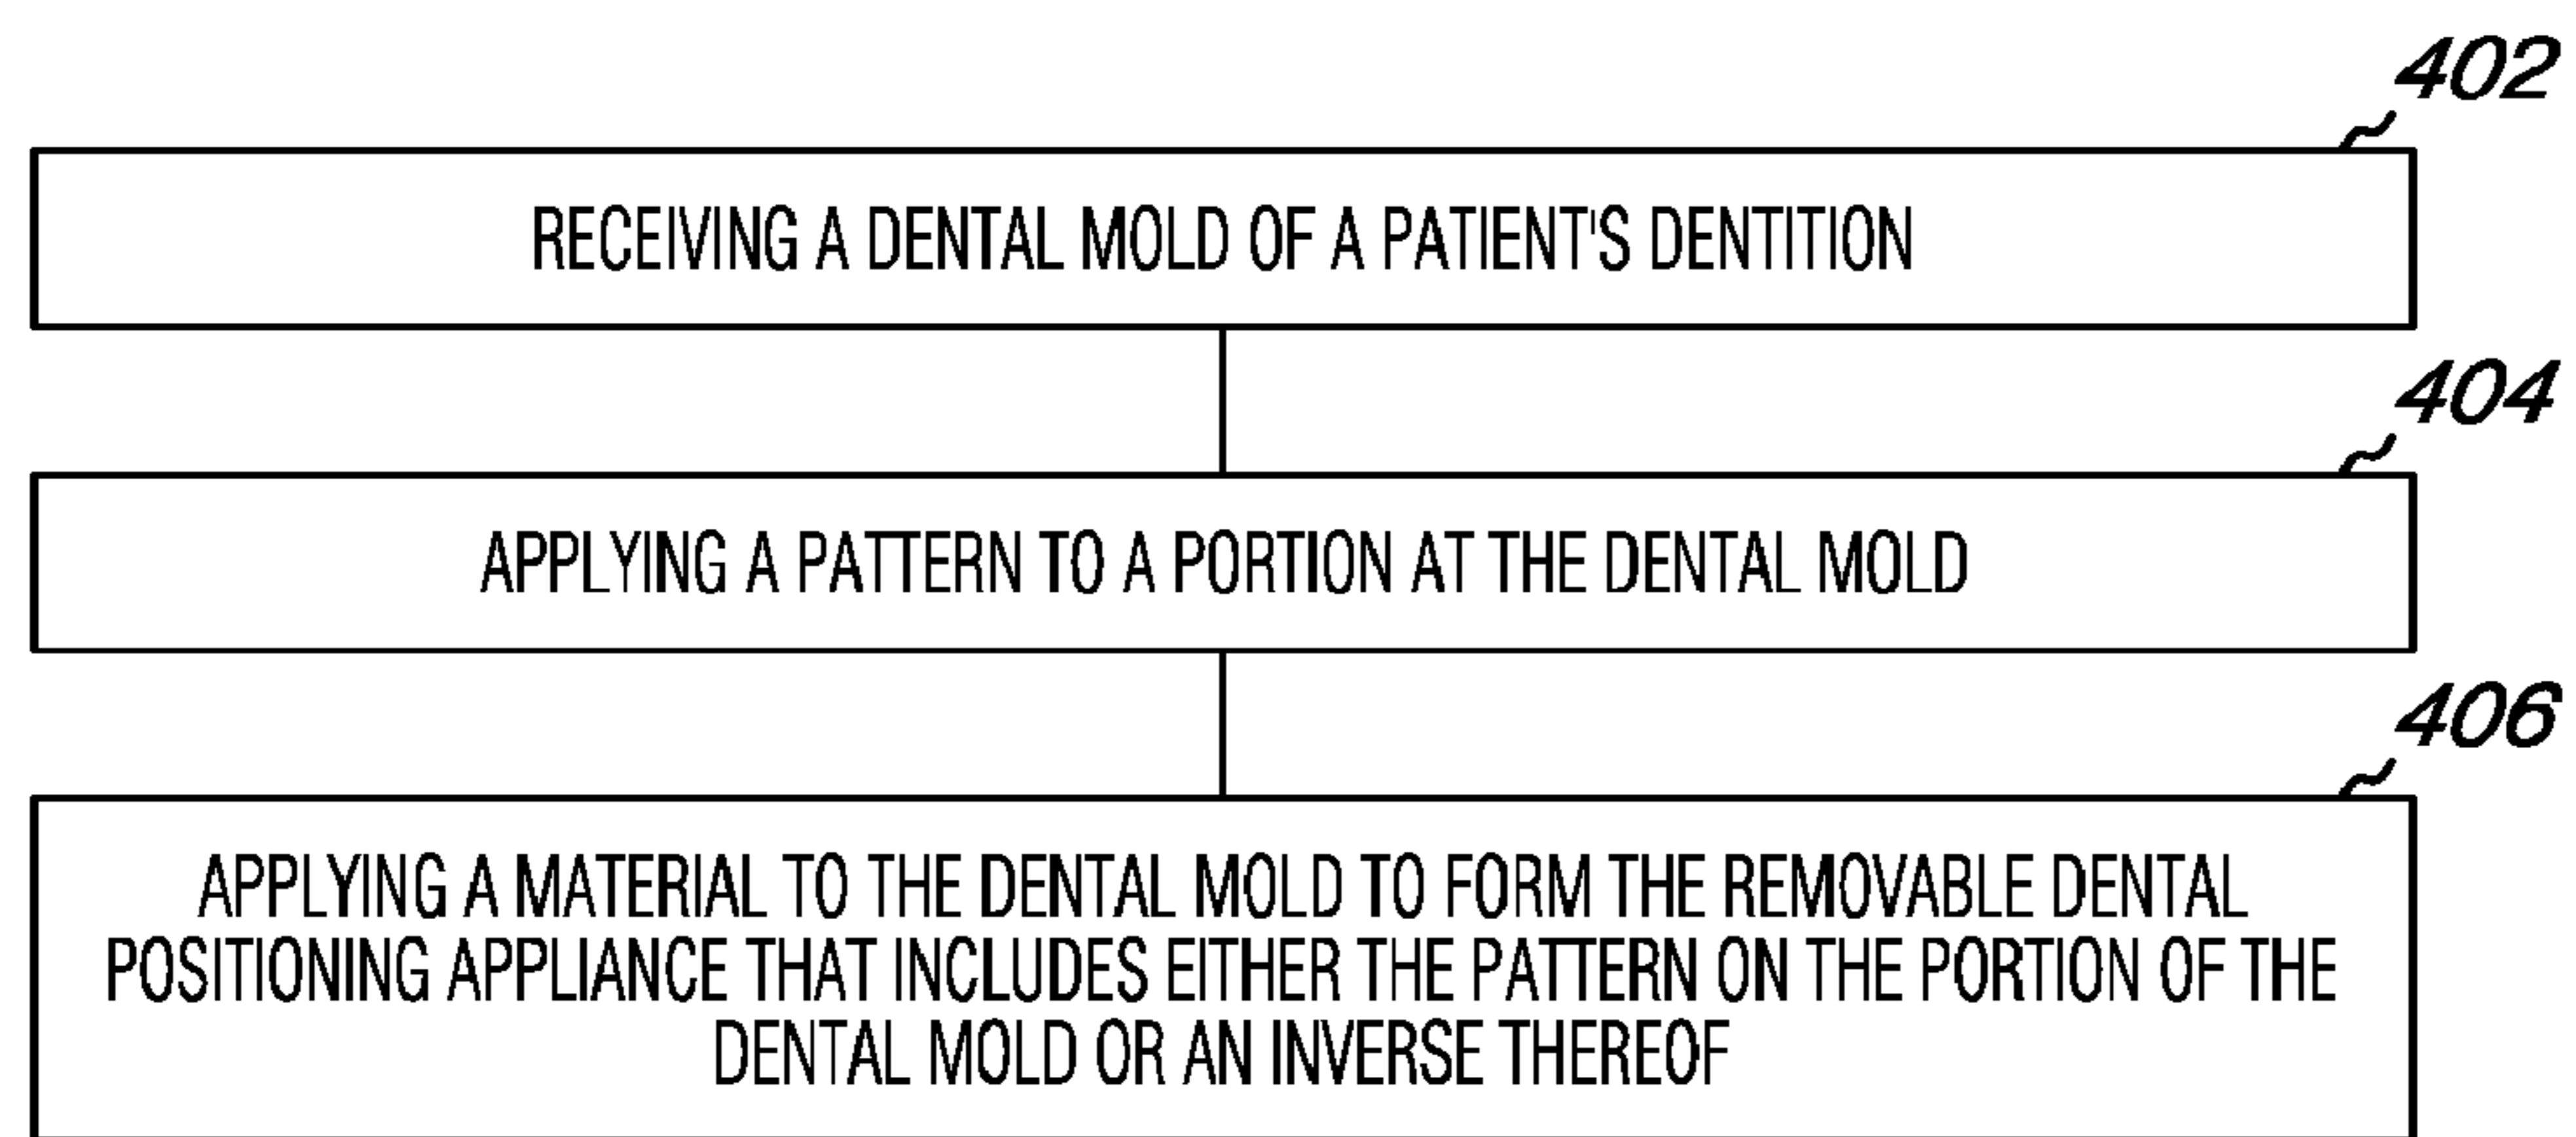 402
RECEIVING A DENTAL MOLD OF A PATIENT'S DENTITION
404
APPLYING A PATTERN TO A PORTION AT THE DENTAL MOLD
406
APPLYING A MATERIAL TO THE DENTAL MOLD TO FORM THE REMOVABLE DENTAL
POSITIONING APPLIANCE THAT INCLUDES EITHER THE PATTERN ON THE PORTION OF THE
DENTAL MOLD OR AN INVERSE THEREOF